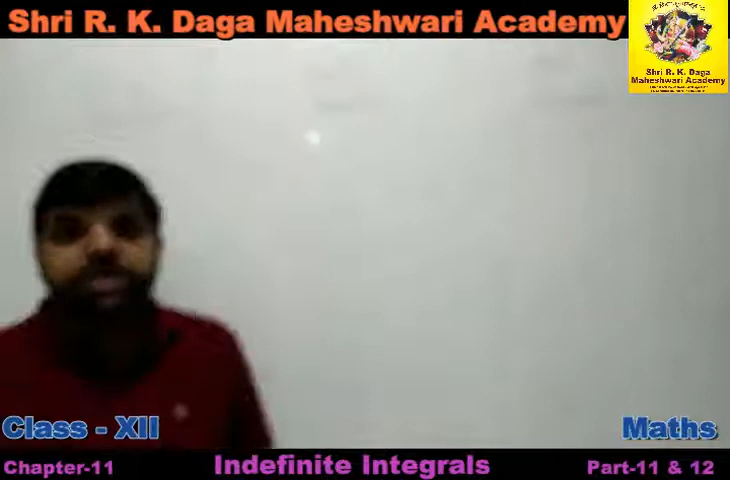 Shri R. K. Daga Maheshwari Academy
Shri R. K. Daga
Maheshwari Academy
Class - XII
Maths
Chapter-11
Indefinite Integrals
Part-11 & 12